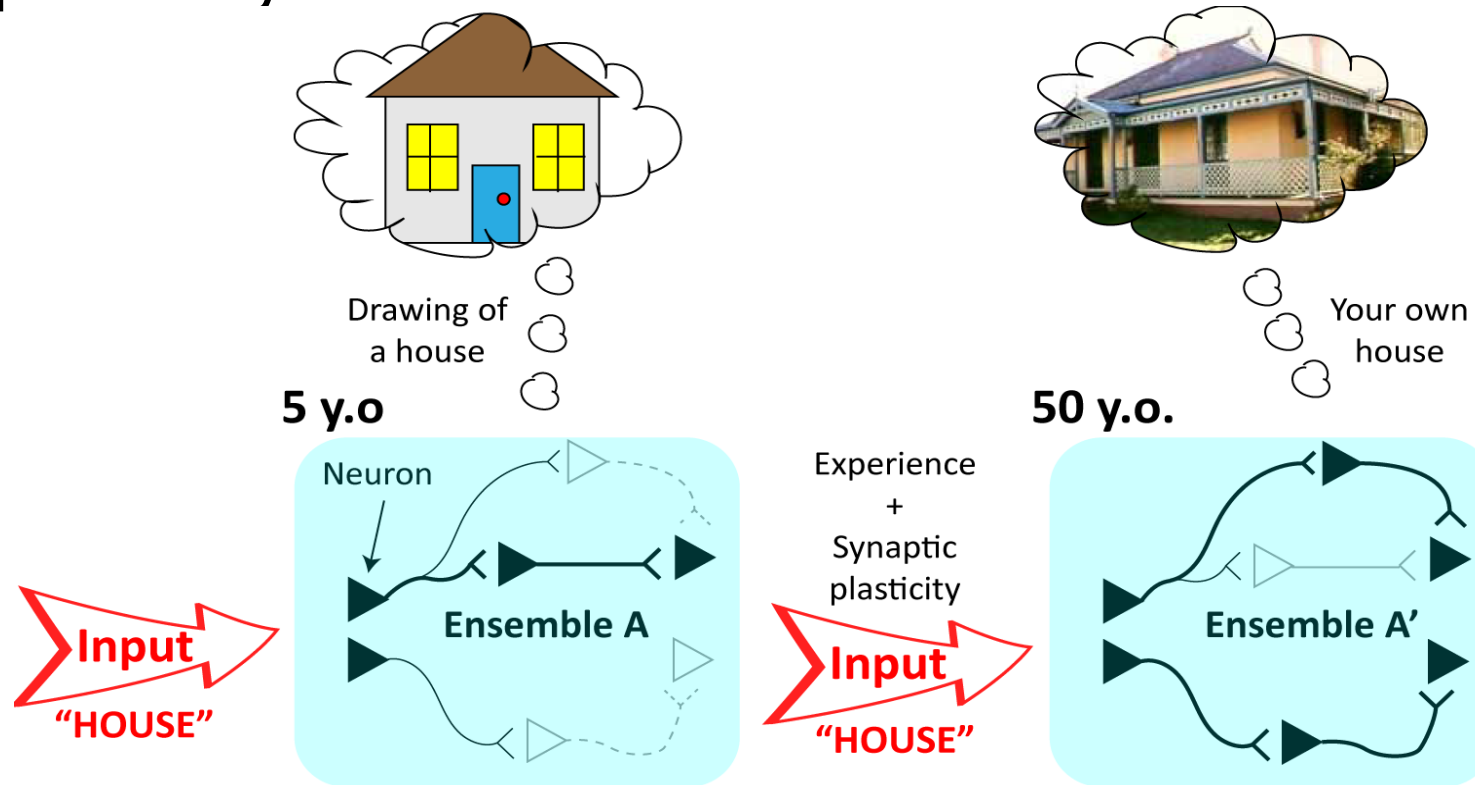 Drawing of
a house
Your own
house
5 y.o
50 y.o.
Neuron
Ensemble A
Input
“HOUSE”
Experience
+
Synaptic
plasticity
Input
“HOUSE”
Ensemble A’